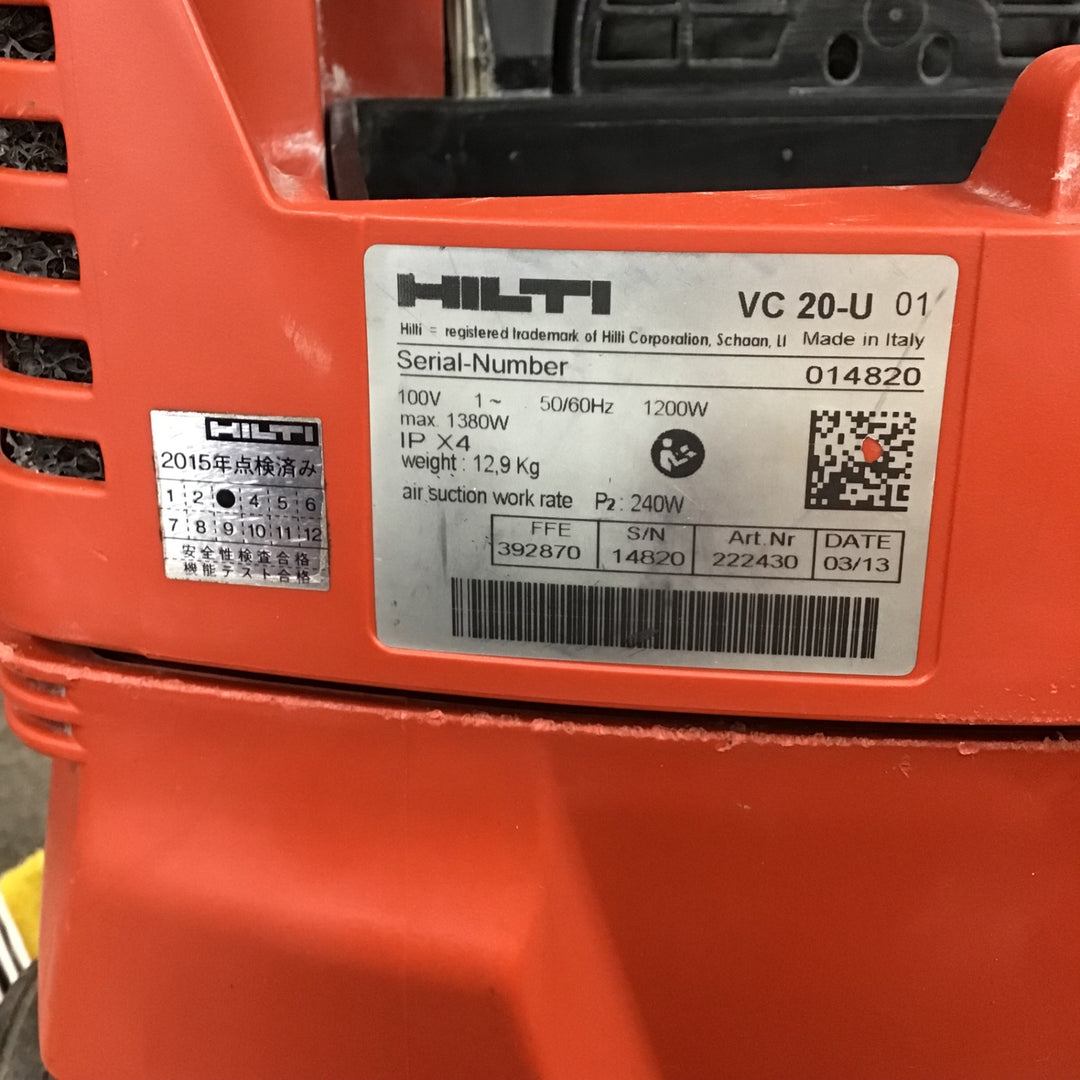 HILTI
VC 20-U 01
Hilti = registered trademark of Hilti Corporation, Schaan, LI Made in Italy
Serial-Number 014820
100V 1~ 50/60Hz 1200W
max. 1380W
IP X4
weight : 12,9 Kg
air suction work rate P2 : 240W
FFE S/N Art.Nr DATE
392870 14820 222430 03/13
HILTI
2015年点検済み
1 2 4 5 6
7 8 9 10 11 12
安全性検査合格
機能テスト合格